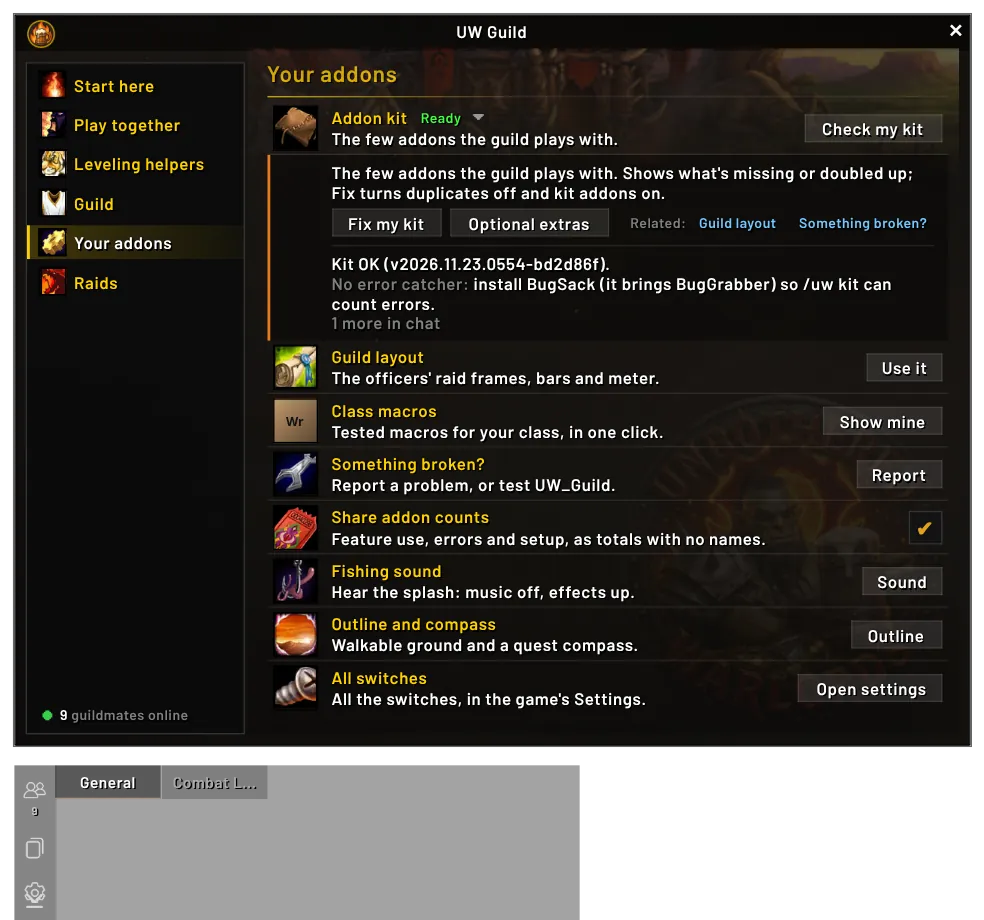 UW Guild
Start here
Play together
Leveling helpers
Guild
Your addons
Raids
9 guildmates online
Your addons
Addon kit Ready
The few addons the guild plays with.
Check my kit
The few addons the guild plays with. Shows what's missing or doubled up;
Fix turns duplicates off and kit addons on.
Fix my kit
Optional extras
Related: Guild layout Something broken?
Kit OK (v2026.11.23.0554-bd2d86f).
No error catcher: install BugSack (it brings BugGrabber) so /uw kit can
count errors.
1 more in chat
Guild layout
The officers' raid frames, bars and meter.
Use it
Wr
Class macros
Tested macros for your class, in one click.
Show mine
Something broken?
Report a problem, or test UW_Guild.
Report
Share addon counts
Feature use, errors and setup, as totals with no names.
Fishing sound
Hear the splash: music off, effects up.
Sound
Outline and compass
Walkable ground and a quest compass.
Outline
All switches
All the switches, in the game's Settings.
Open settings
General
Combat L...
9